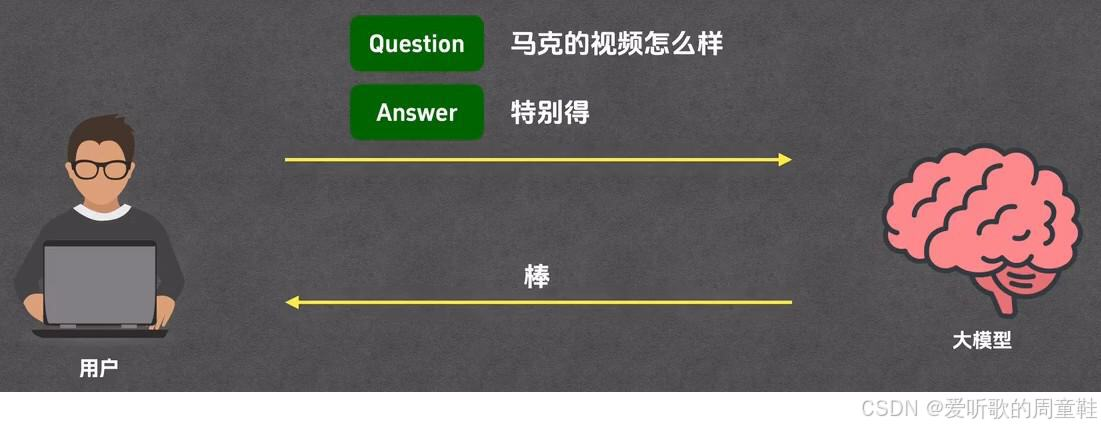 Question 马克的视频怎么样
Answer 特别得
棒
用户
大模型
CSDN @爱听歌的周童鞋